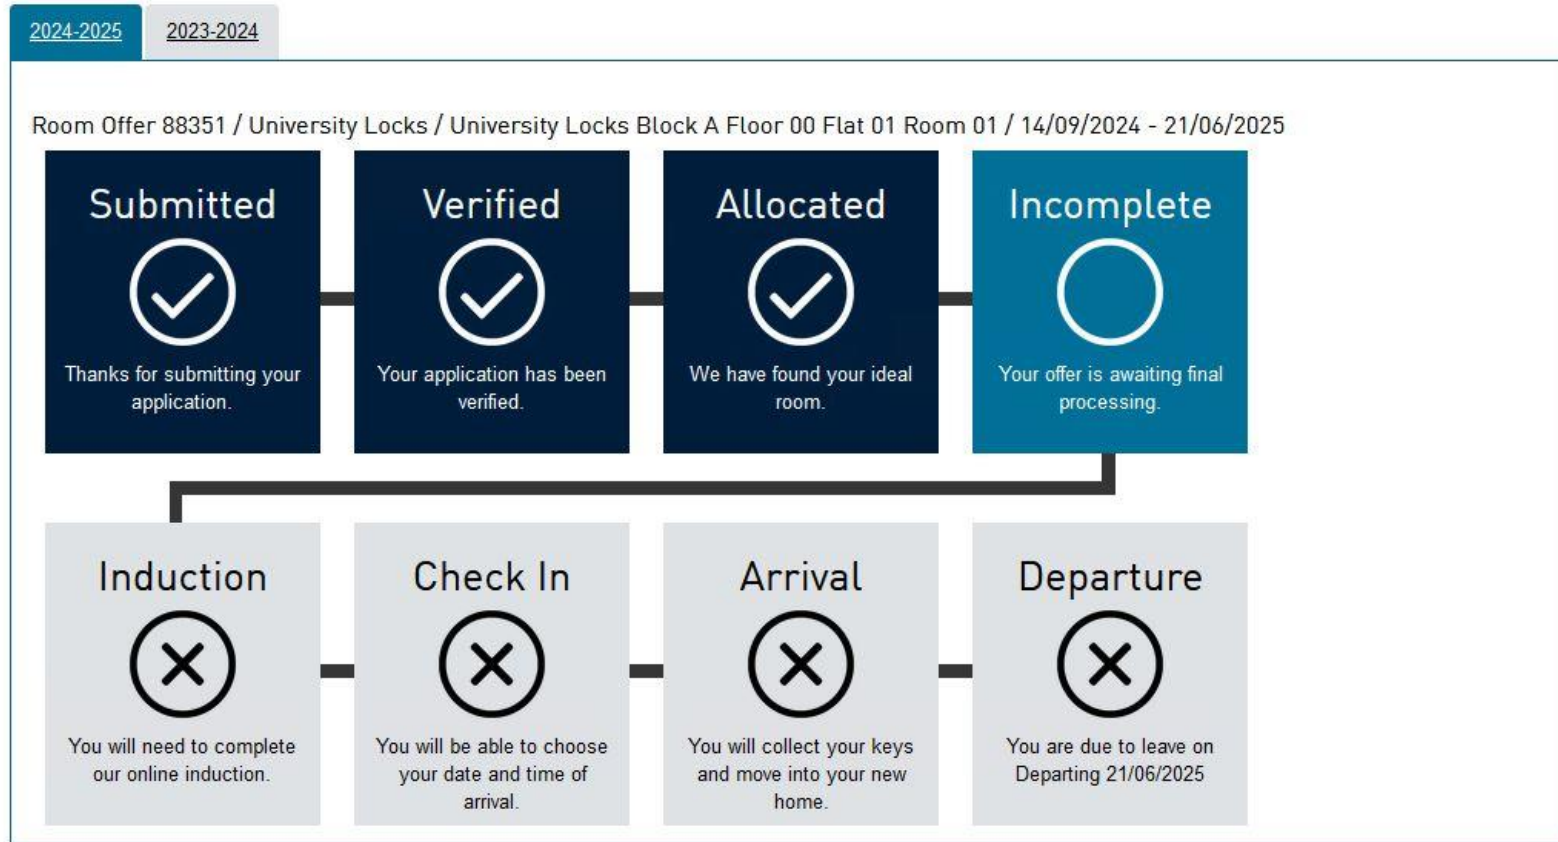 2024-2025
2023-2024
Room Offer 88351 / University Locks / University Locks Block A Floor 00 Flat 01 Room 01 / 14/09/2024 - 21/06/2025
Submitted
Thanks for submitting your
application.
Verified
Your application has been
verified.
Allocated
We have found your ideal
room.
Incomplete
Your offer is awaiting final
processing.
Induction
You will need to complete
our online induction.
Check In
You will be able to choose
your date and time of
arrival.
Arrival
You will collect your keys
and move into your new
home.
Departure
You are due to leave on
Departing 21/06/2025